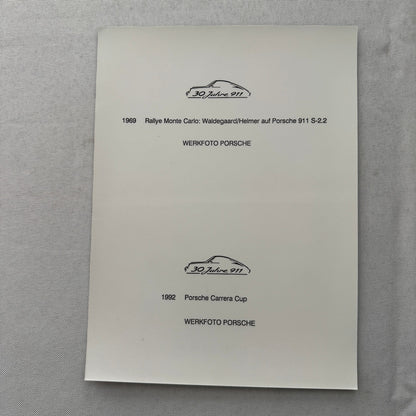 30 Jahre 911
1969 Rallye Monte Carlo: Waldegaard/Helmer auf Porsche 911 S-2.2
WERKFOTO PORSCHE
30 Jahre 911
1992 Porsche Carrera Cup
WERKFOTO PORSCHE